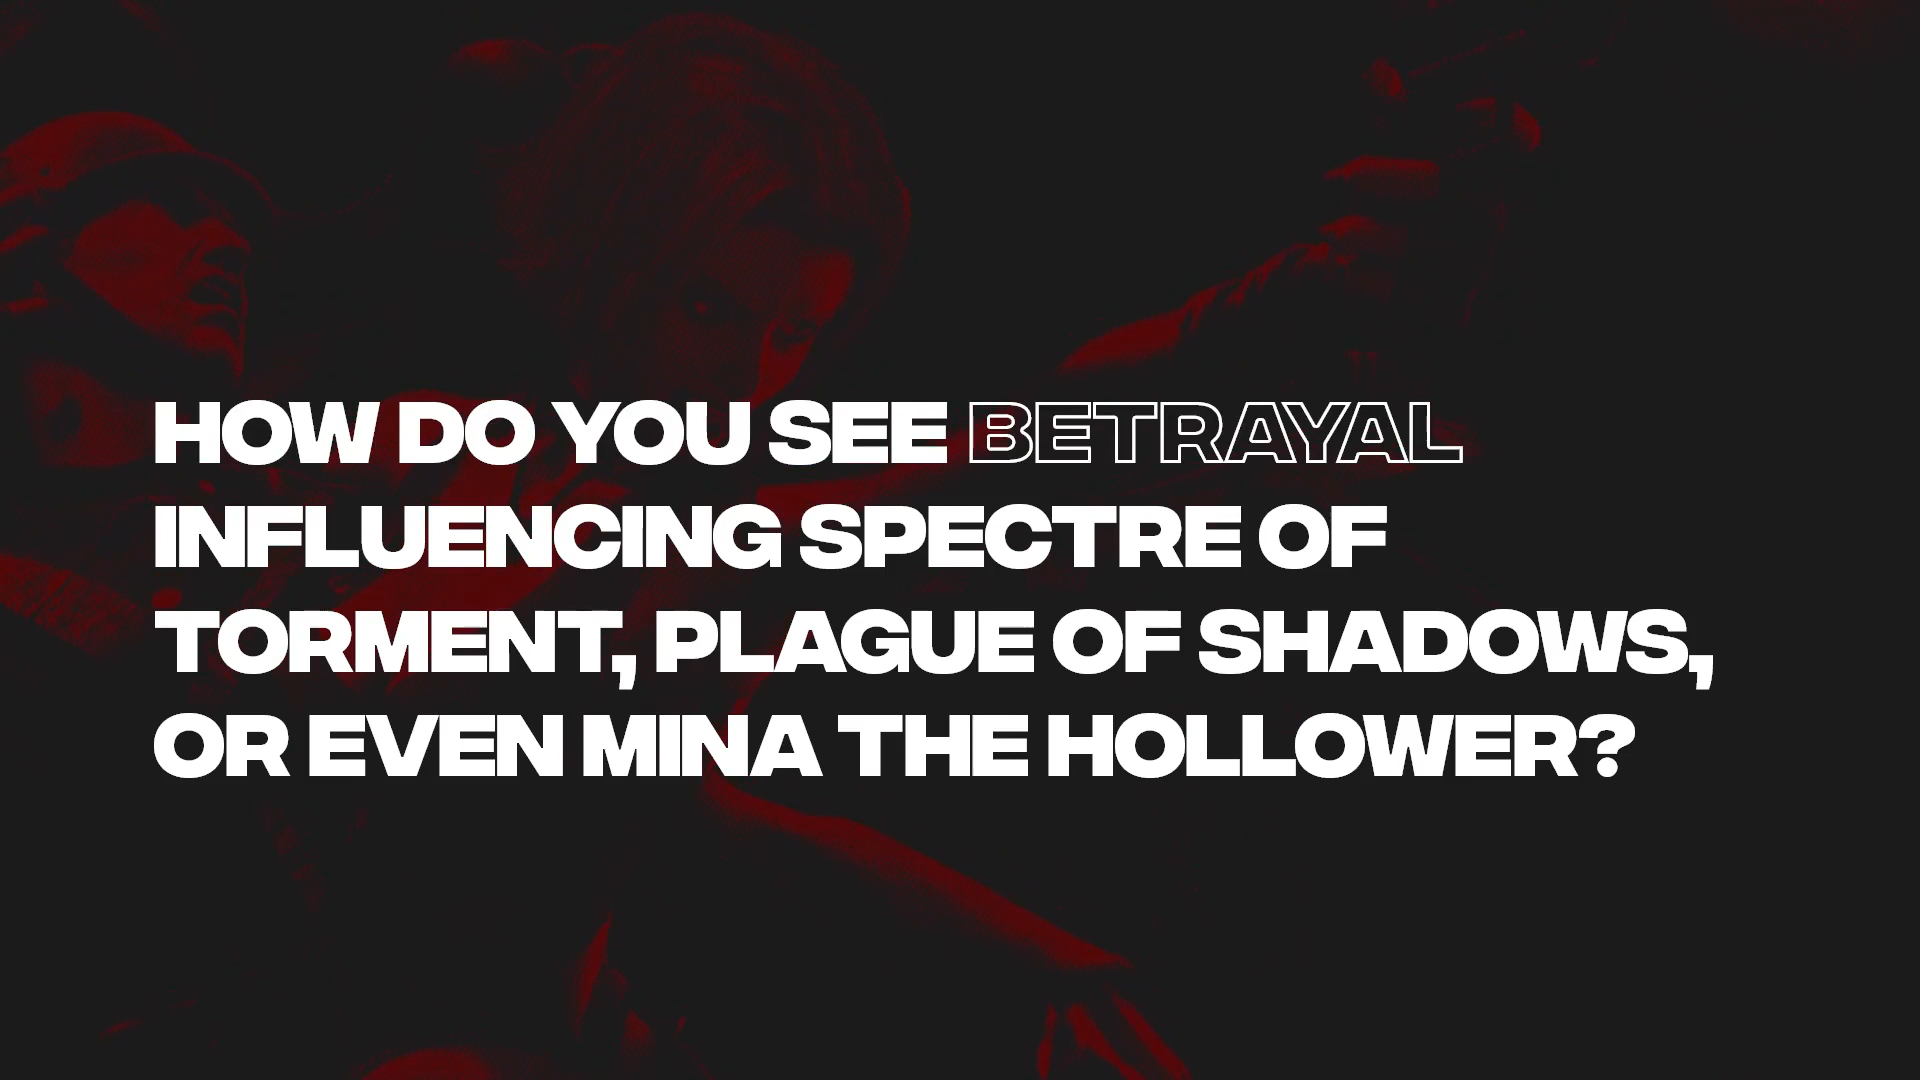 HOW DO YOU SEE BETRAYAL
INFLUENCING SPECTRE OF
TORMENT, PLAGUE OF SHADOWS,
OR EVEN MINA THE HOLLOWER?